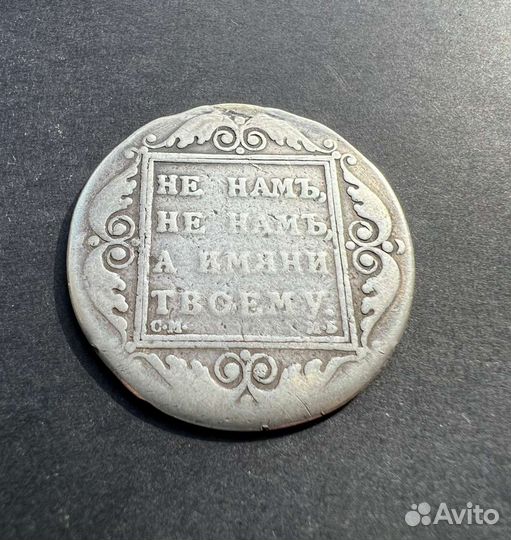 НЕ НАМЪ,
НЕ НАМЪ,
А ИМЯНИ
ТВОЕМУ.
С·М· М·Б
Avito